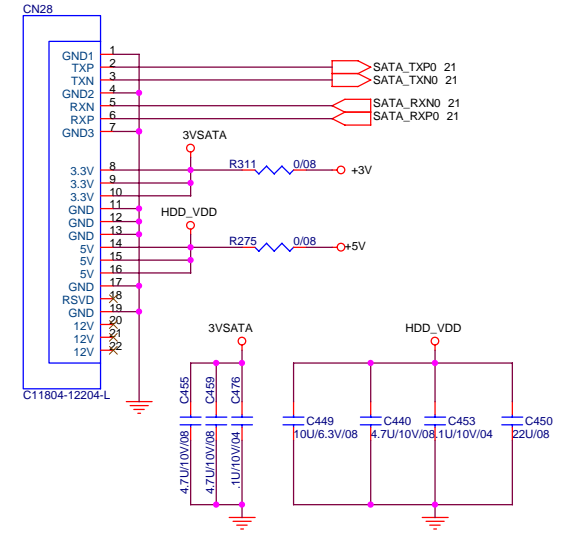 CN28
GND1 1
TXP 2 SATA_TXP0 21
TXN 3 SATA_TXN0 21
GND2 4
RXN 5 SATA_RXN0 21
RXP 6 SATA_RXP0 21
GND3 7
3VSATA
3.3V 8 R311 0/08 +3V
3.3V 9
3.3V 10
GND 11
GND 12 HDD_VDD
GND 13
5V 14 R275 0/08 +5V
5V 15
5V 16
GND 17
RSVD 18
GND 19
12V 20
12V 21
12V 22
C11804-12204-L
3VSATA
C455 4.7U/10V/08
C459 4.7U/10V/08
C476 .1U/10V/04
HDD_VDD
C449 C440 C453 C450
10U/6.3V/08 4.7U/10V/08 .1U/10V/04 22U/08